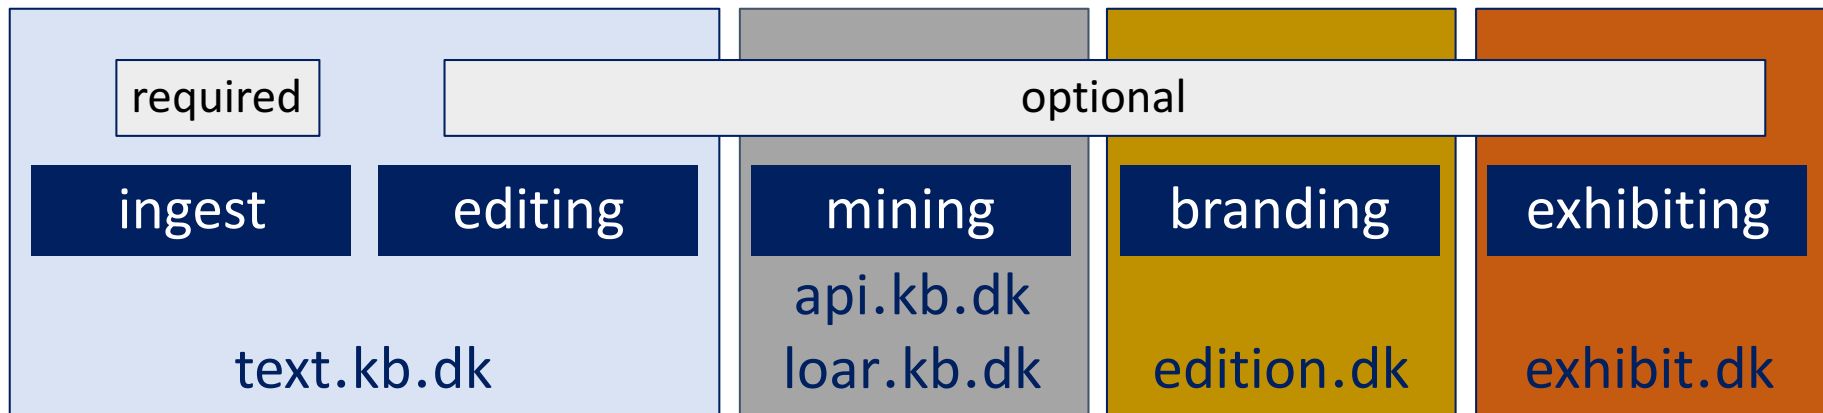 required
optional
ingest
editing
mining
branding
exhibiting
api.kb.dk
text.kb.dk
loar.kb.dk
edition.dk
exhibit.dk